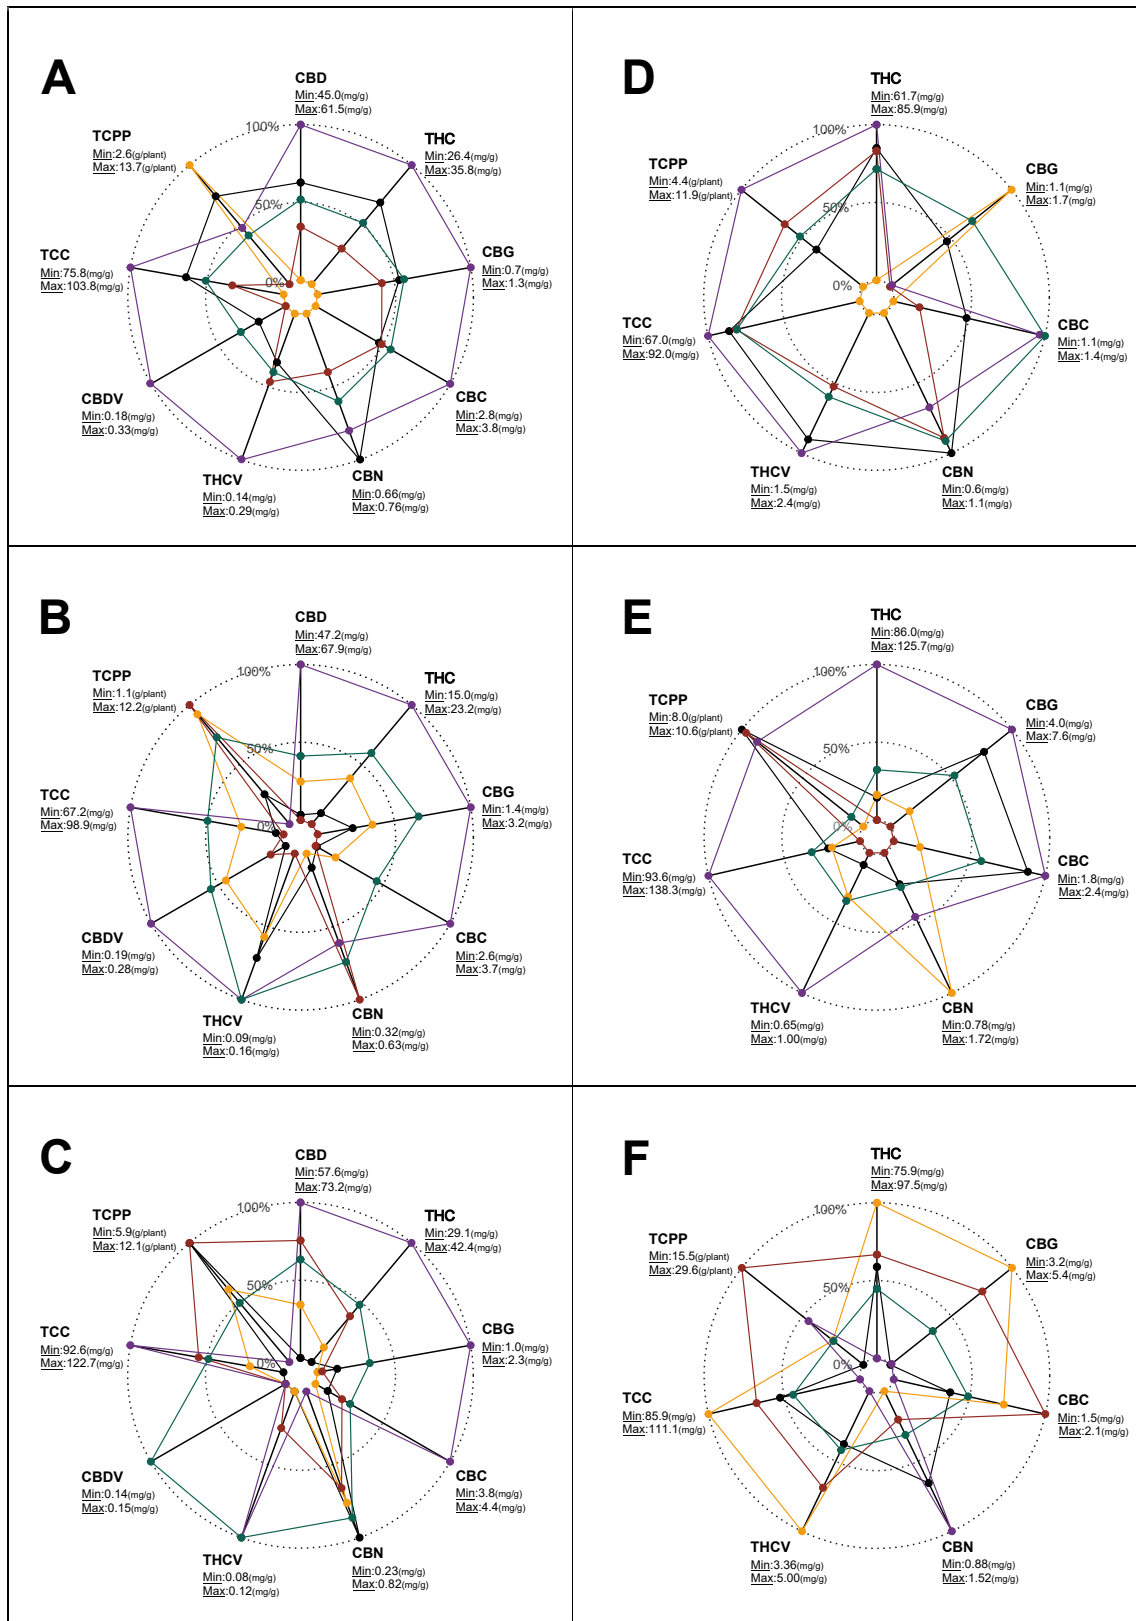 A
CBD
Min:45.0(mg/g)
Max:61.5(mg/g)
THC
Min:26.4(mg/g)
Max:35.8(mg/g)
CBG
Min:0.7(mg/g)
Max:1.3(mg/g)
CBC
Min:2.8(mg/g)
Max:3.8(mg/g)
CBN
Min:0.66(mg/g)
Max:0.76(mg/g)
THCV
Min:0.14(mg/g)
Max:0.29(mg/g)
CBDV
Min:0.18(mg/g)
Max:0.33(mg/g)
TCC
Min:75.8(mg/g)
Max:103.8(mg/g)
TCPP
Min:2.6(g/plant)
Max:13.7(g/plant)
100%
50%
0%
D
THC
Min:61.7(mg/g)
Max:85.9(mg/g)
CBG
Min:1.1(mg/g)
Max:1.7(mg/g)
CBC
Min:1.1(mg/g)
Max:1.4(mg/g)
CBN
Min:0.6(mg/g)
Max:1.1(mg/g)
THCV
Min:1.5(mg/g)
Max:2.4(mg/g)
TCC
Min:67.0(mg/g)
Max:92.0(mg/g)
TCPP
Min:4.4(g/plant)
Max:11.9(g/plant)
100%
50%
0%
B
CBD
Min:47.2(mg/g)
Max:67.9(mg/g)
THC
Min:15.0(mg/g)
Max:23.2(mg/g)
CBG
Min:1.4(mg/g)
Max:3.2(mg/g)
CBC
Min:2.6(mg/g)
Max:3.7(mg/g)
CBN
Min:0.32(mg/g)
Max:0.63(mg/g)
THCV
Min:0.09(mg/g)
Max:0.16(mg/g)
CBDV
Min:0.19(mg/g)
Max:0.28(mg/g)
TCC
Min:67.2(mg/g)
Max:98.9(mg/g)
TCPP
Min:1.1(g/plant)
Max:12.2(g/plant)
100%
50%
0%
E
THC
Min:86.0(mg/g)
Max:125.7(mg/g)
CBG
Min:4.0(mg/g)
Max:7.6(mg/g)
CBC
Min:1.8(mg/g)
Max:2.4(mg/g)
CBN
Min:0.78(mg/g)
Max:1.72(mg/g)
THCV
Min:0.65(mg/g)
Max:1.00(mg/g)
TCC
Min:93.6(mg/g)
Max:138.3(mg/g)
TCPP
Min:8.0(g/plant)
Max:10.6(g/plant)
100%
50%
0%
C
CBD
Min:57.6(mg/g)
Max:73.2(mg/g)
THC
Min:29.1(mg/g)
Max:42.4(mg/g)
CBG
Min:1.0(mg/g)
Max:2.3(mg/g)
CBC
Min:3.8(mg/g)
Max:4.4(mg/g)
CBN
Min:0.23(mg/g)
Max:0.82(mg/g)
THCV
Min:0.08(mg/g)
Max:0.12(mg/g)
CBDV
Min:0.14(mg/g)
Max:0.15(mg/g)
TCC
Min:92.6(mg/g)
Max:122.7(mg/g)
TCPP
Min:5.9(g/plant)
Max:12.1(g/plant)
100%
50%
0%
F
THC
Min:75.9(mg/g)
Max:97.5(mg/g)
CBG
Min:3.2(mg/g)
Max:5.4(mg/g)
CBC
Min:1.5(mg/g)
Max:2.1(mg/g)
CBN
Min:0.88(mg/g)
Max:1.52(mg/g)
THCV
Min:3.36(mg/g)
Max:5.00(mg/g)
TCC
Min:85.9(mg/g)
Max:111.1(mg/g)
TCPP
Min:15.5(g/plant)
Max:29.6(g/plant)
100%
50%
0%